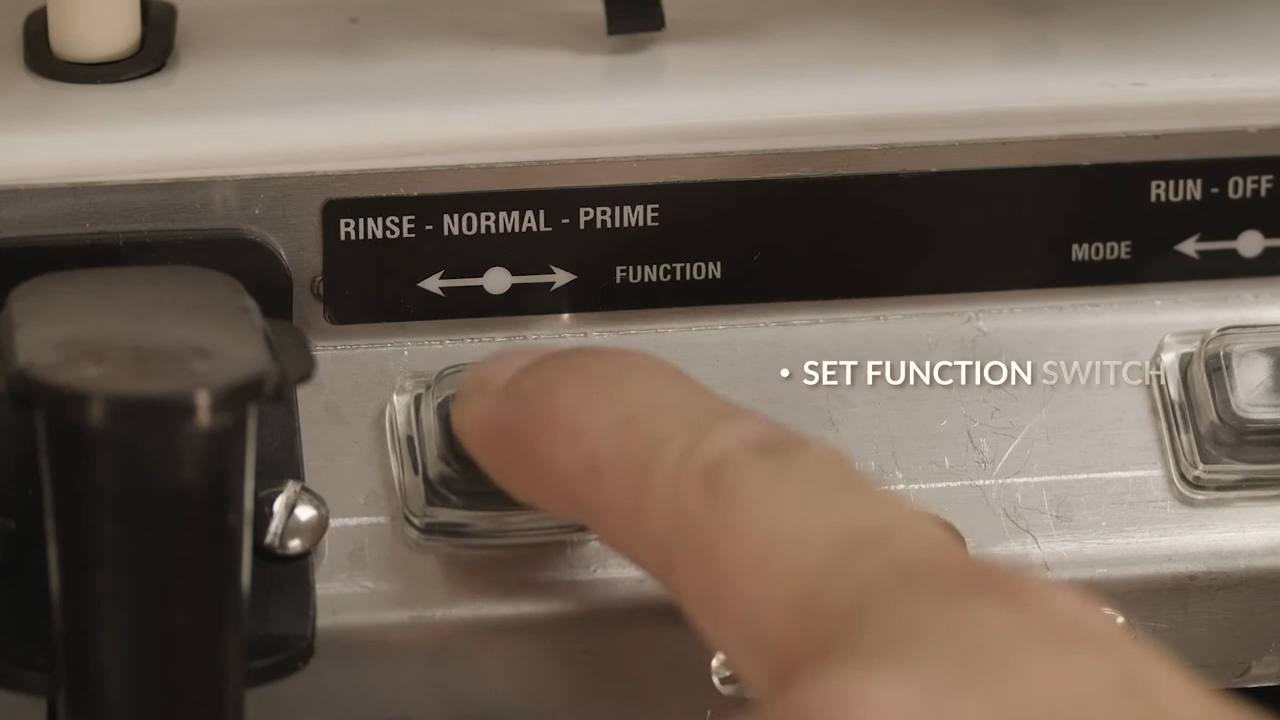 RINSE - NORMAL - PRIME
FUNCTION
RUN - OFF
MODE
• SET FUNCTION SWITCH